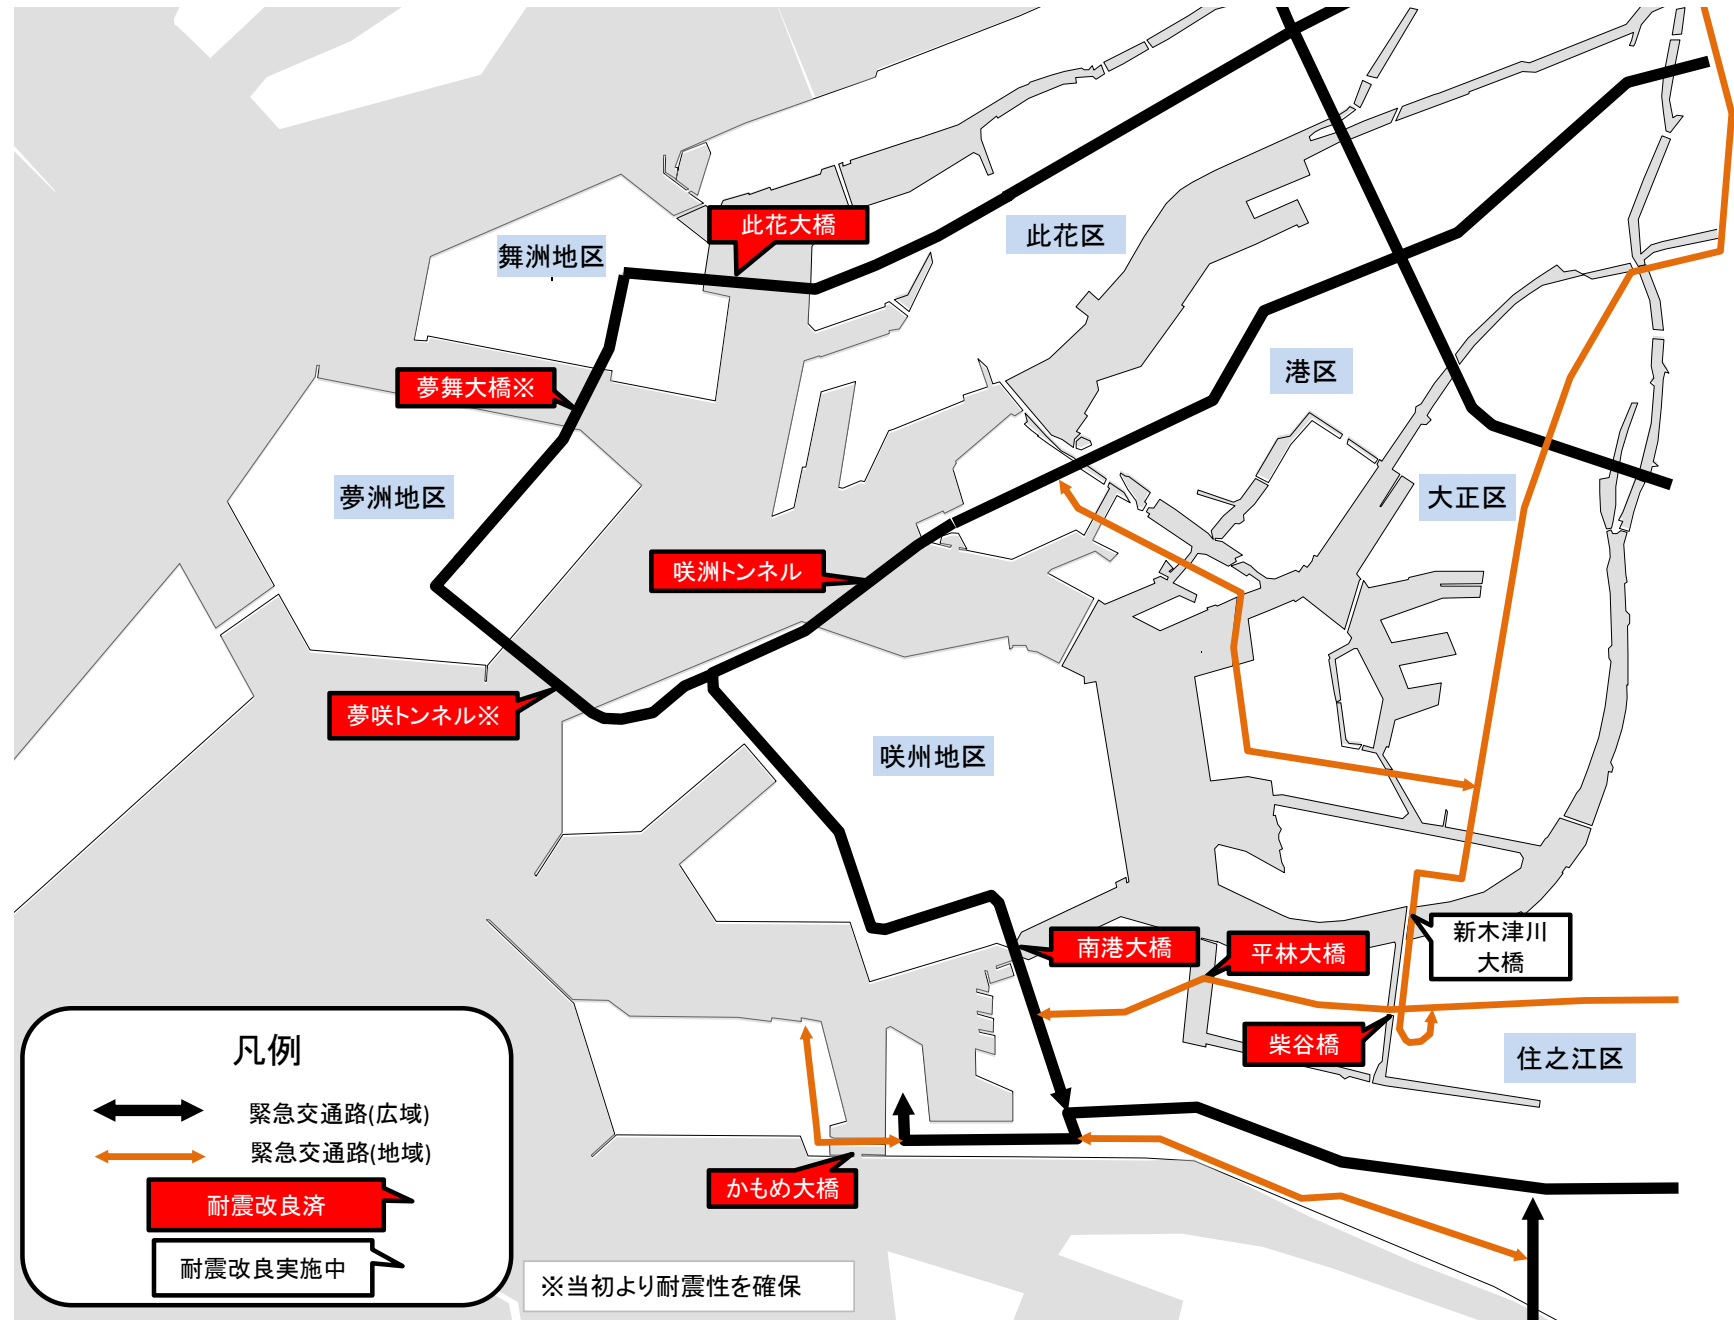 此花大橋
此花区
舞洲地区
港区
夢舞大橋※
夢洲地区
大正区
咲洲トンネル
夢咲トンネル※
咲州地区
南港大橋
平林大橋
新木津川
大橋
柴谷橋
住之江区
かもめ大橋
凡例
緊急交通路(広域)
緊急交通路(地域)
耐震改良済
耐震改良実施中
※当初より耐震性を確保